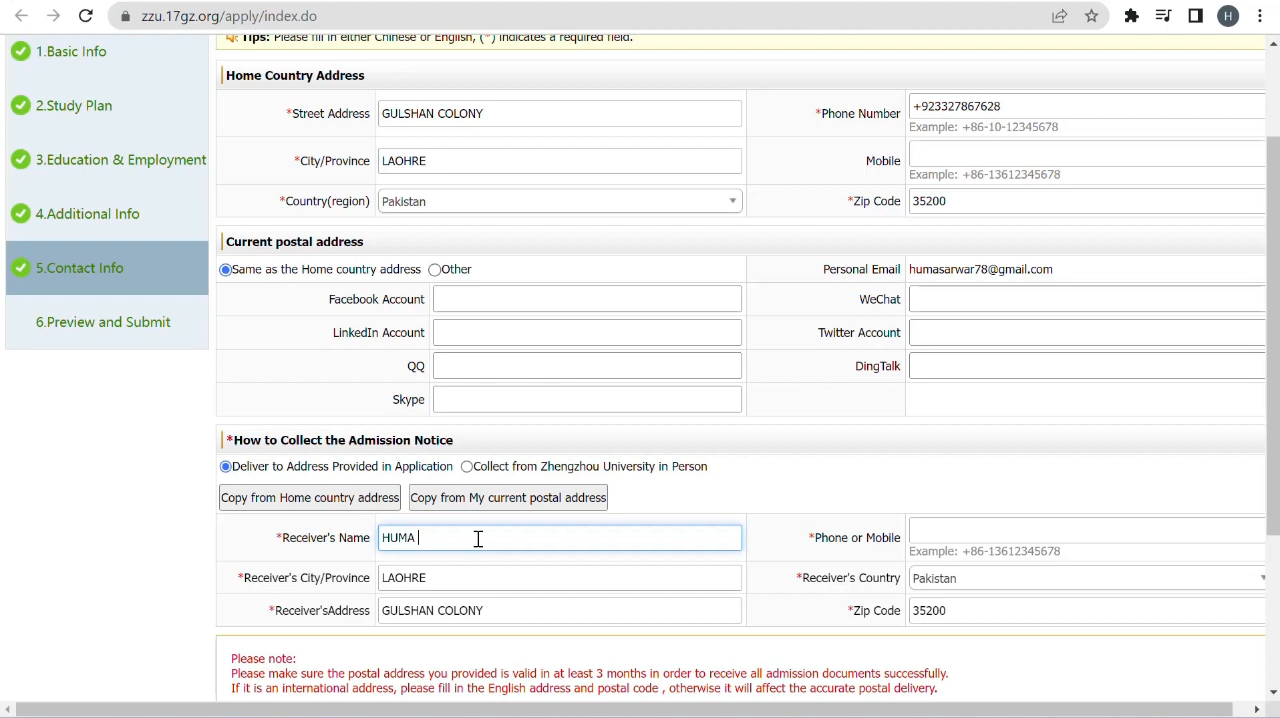 zzu.17gz.org/apply/index.do
H
Tips: Please fill in either Chinese or English, (*) indicates a required field.
1.Basic Info
2.Study Plan
3.Education & Employment
4.Additional Info
5.Contact Info
6.Preview and Submit
Home Country Address
*Street Address GULSHAN COLONY *Phone Number +923327867628
Example: +86-10-12345678
*City/Province LAOHRE Mobile
Example: +86-13612345678
*Country(region) Pakistan *Zip Code 35200
Current postal address
Same as the Home country address Other Personal Email humasarwar78@gmail.com
Facebook Account WeChat
LinkedIn Account Twitter Account
QQ DingTalk
Skype
*How to Collect the Admission Notice
Deliver to Address Provided in Application Collect from Zhengzhou University in Person
Copy from Home country address Copy from My current postal address
*Receiver's Name HUMA *Phone or Mobile
Example: +86-13612345678
*Receiver's City/Province LAOHRE *Receiver's Country Pakistan
*Receiver'sAddress GULSHAN COLONY *Zip Code 35200
Please note:
Please make sure the postal address you provided is valid in at least 3 months in order to receive all admission documents successfully.
If it is an international address, please fill in the English address and postal code , otherwise it will affect the accurate postal delivery.